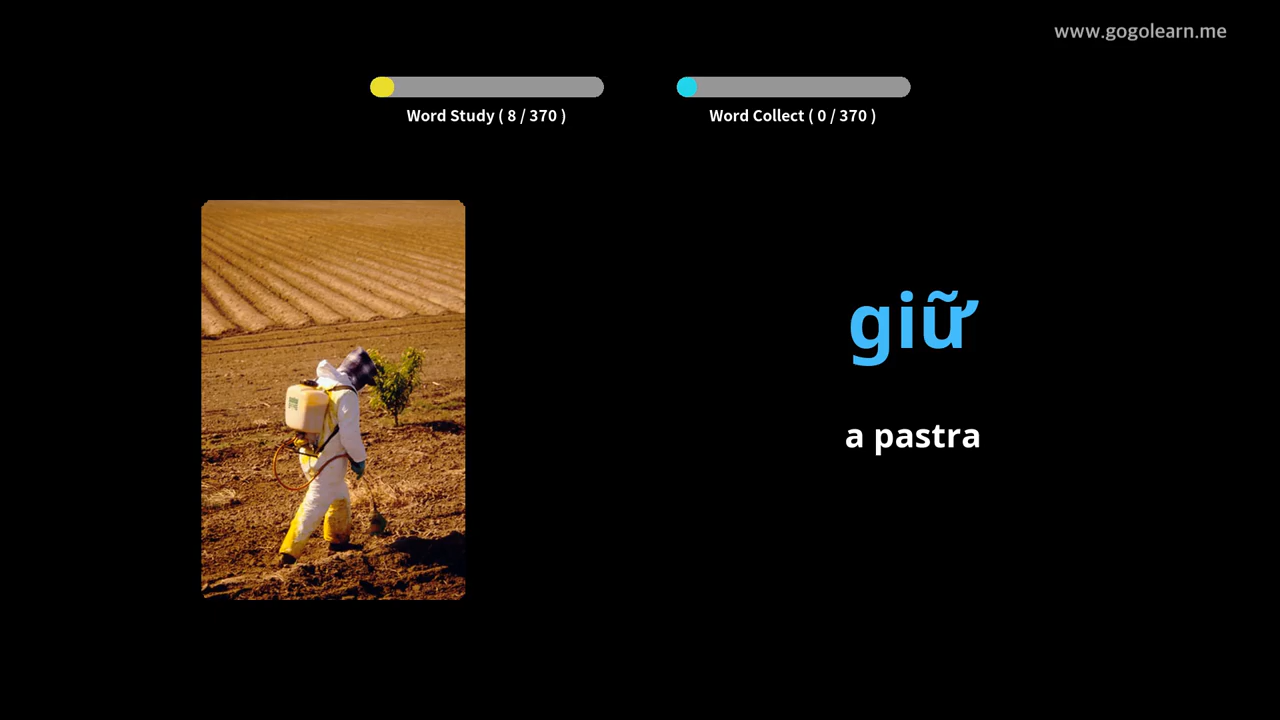 www.gogolearn.me
Word Study ( 8 / 370 )
Word Collect ( 0 / 370 )
giữ
a pastra